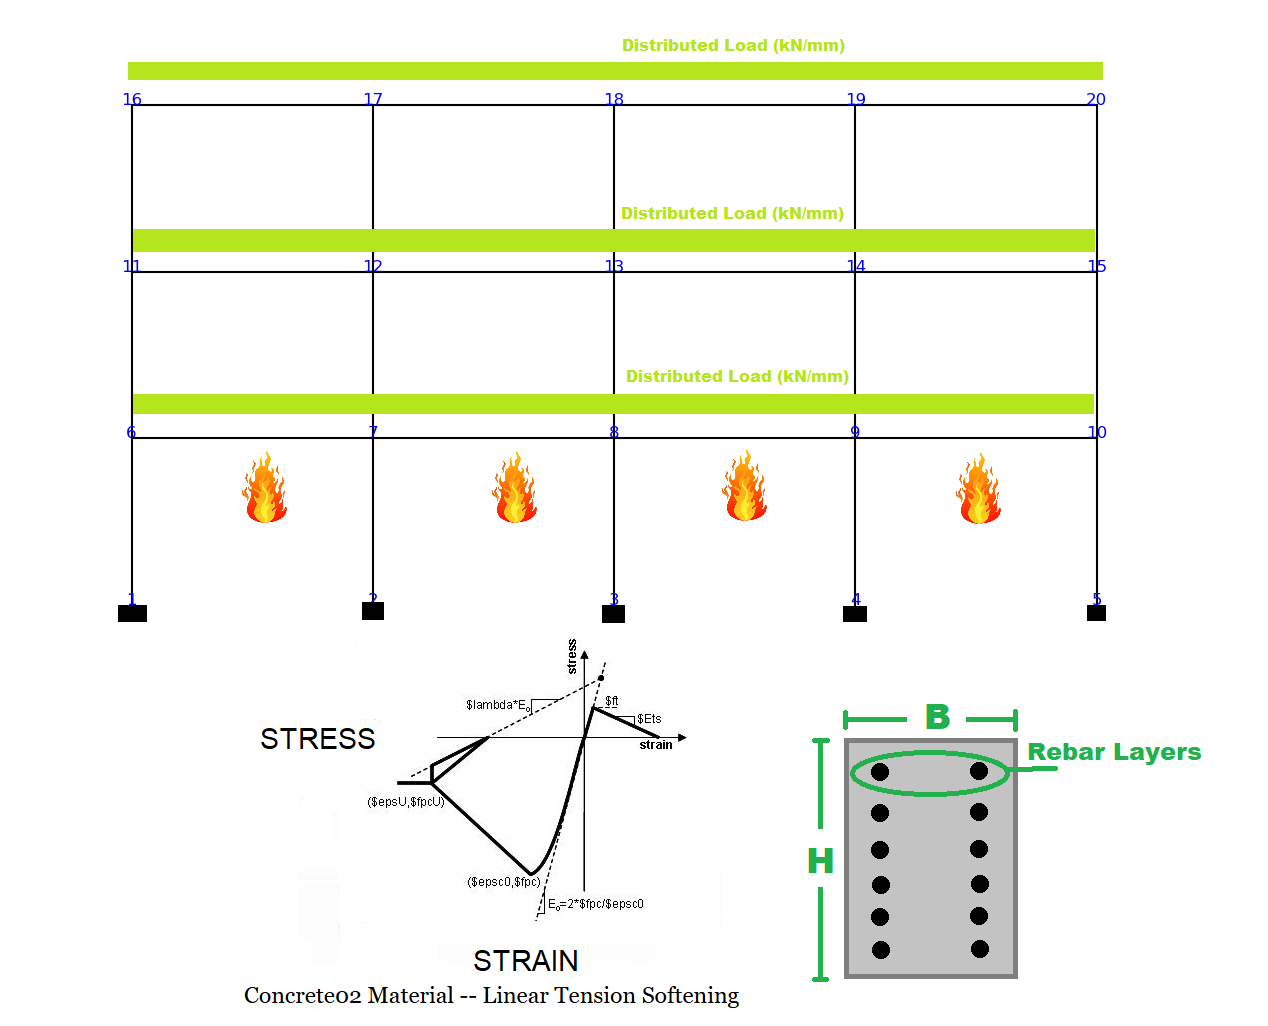 Distributed Load (kN/mm)
16 17 18 19 20
Distributed Load (kN/mm)
11 12 13 14 15
Distributed Load (kN/mm)
6 7 8 9 10
1 2 3 4 5
stress
$lambda*E₀
$ft
$Ets
STRESS
strain
($epsU,$fpcU)
($epsc0,$fpc)
E₀=2*$fpc/$epsc0
STRAIN
Concrete02 Material -- Linear Tension Softening
B
Rebar Layers
H